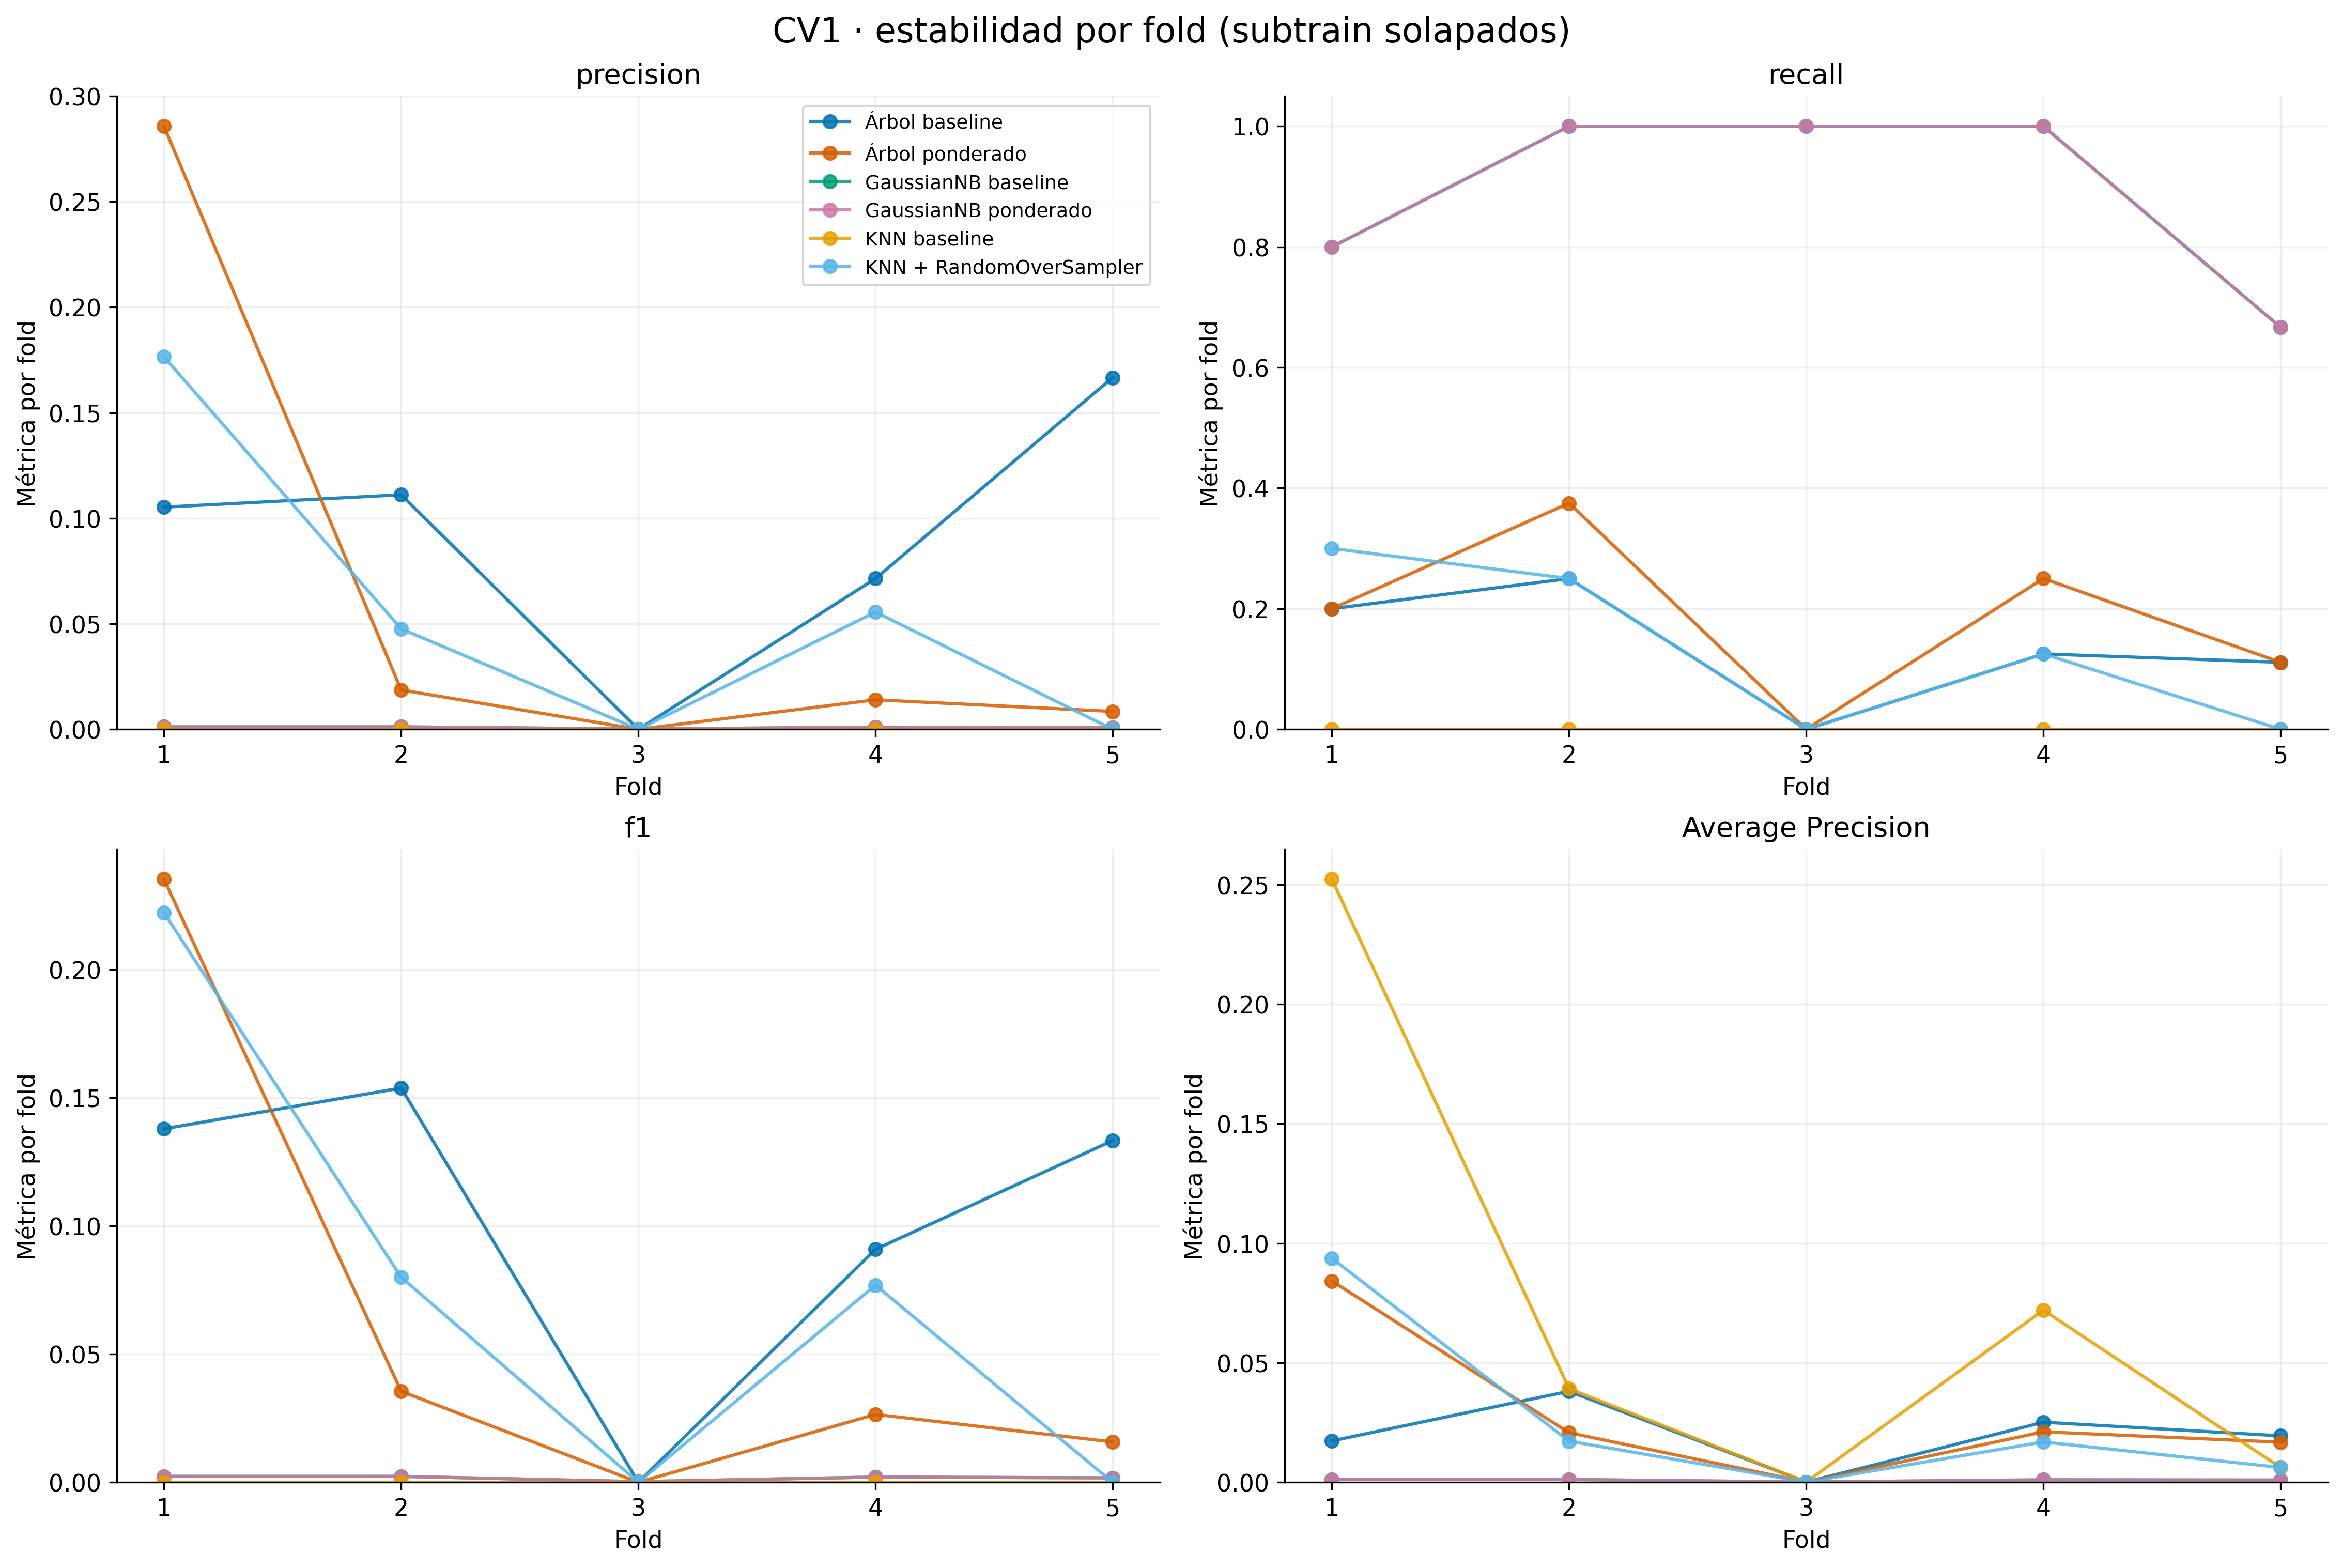 CV1 · estabilidad por fold (subtrain solapados)
precision
Métrica por fold
0.30
0.25
0.20
0.15
0.10
0.05
0.00
Árbol baseline
Árbol ponderado
GaussianNB baseline
GaussianNB ponderado
KNN baseline
KNN + RandomOverSampler
1 2 3 4 5
Fold
recall
Métrica por fold
1.0
0.8
0.6
0.4
0.2
0.0
1 2 3 4 5
Fold
f1
Métrica por fold
0.20
0.15
0.10
0.05
0.00
1 2 3 4 5
Fold
Average Precision
Métrica por fold
0.25
0.20
0.15
0.10
0.05
0.00
1 2 3 4 5
Fold